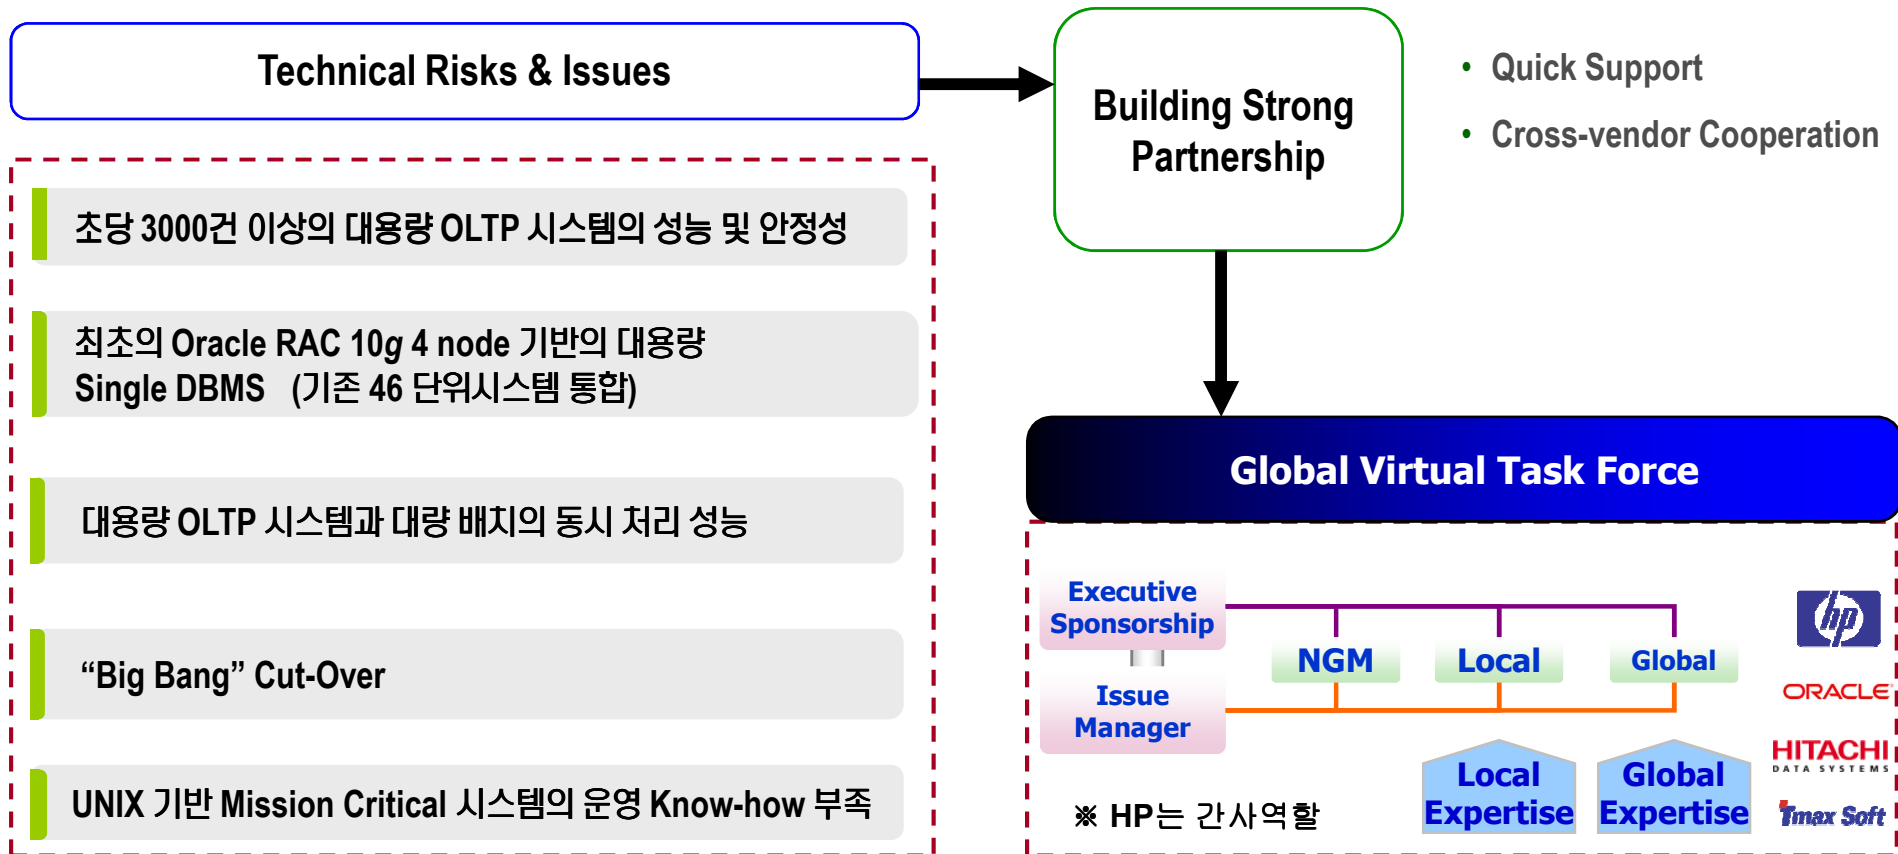 Technical Risks & Issues
초당 3000건 이상의 대용량 OLTP 시스템의 성능 및 안정성
최초의 Oracle RAC 10g 4 node 기반의 대용량
Single DBMS (기존 46 단위시스템 통합)
대용량 OLTP 시스템과 대량 배치의 동시 처리 성능
“Big Bang” Cut-Over
UNIX 기반 Mission Critical 시스템의 운영 Know-how 부족
Building Strong
Partnership
• Quick Support
• Cross-vendor Cooperation
Global Virtual Task Force
Executive
Sponsorship
Issue
Manager
NGM
Local
Global
Local
Expertise
Global
Expertise
※ HP는 간사역할
hp
ORACLE
HITACHI
DATA SYSTEMS
Tmax Soft